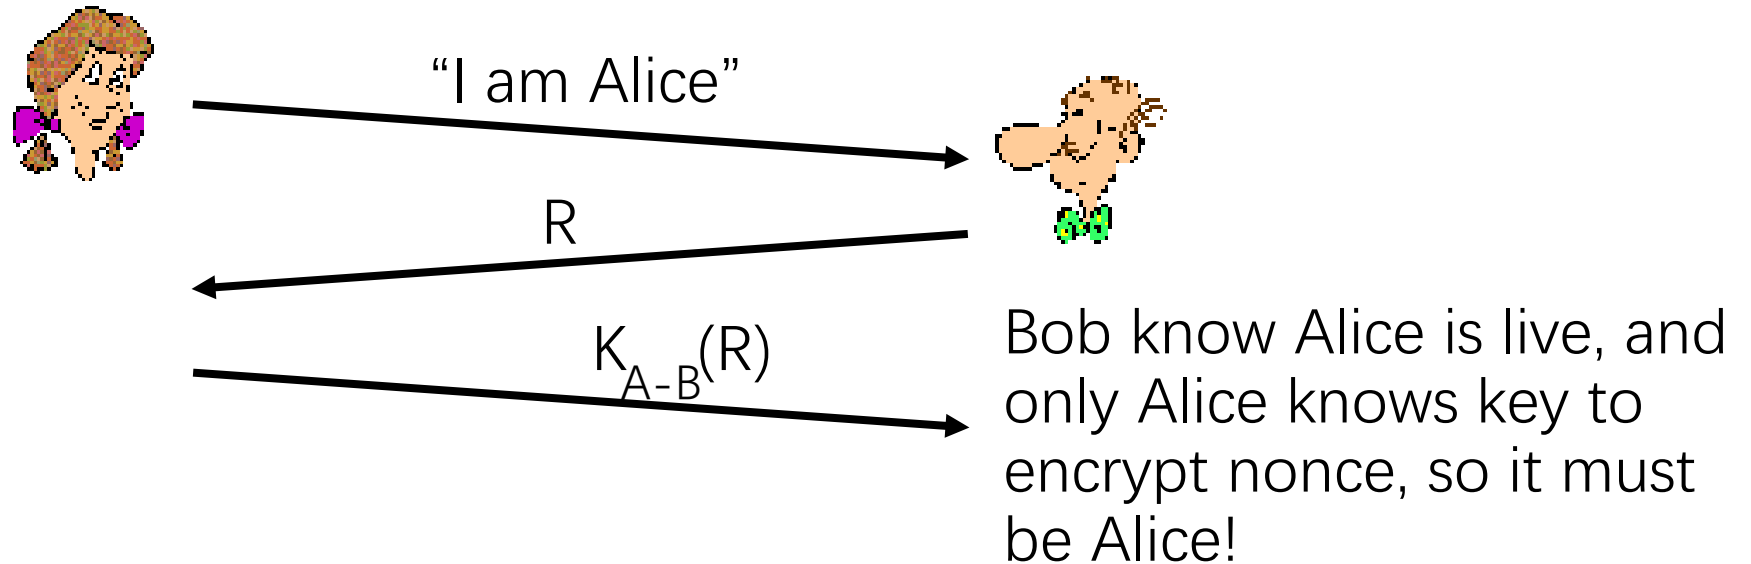 “I am Alice”
R
K_A-B(R)
Bob know Alice is live, and
only Alice knows key to
encrypt nonce, so it must
be Alice!